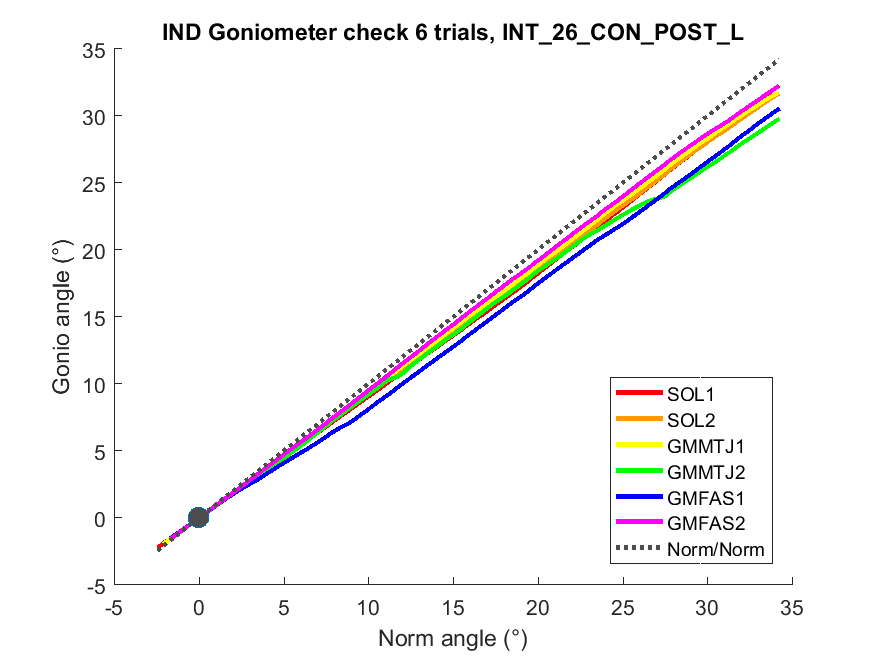 IND Goniometer check 6 trials, INT_26_CON_POST_L
35
30
25
20
15
10
5
0
-5
Gonio angle (°)
-5 0 5 10 15 20 25 30 35
Norm angle (°)
SOL1
SOL2
GMMTJ1
GMMTJ2
GMFAS1
GMFAS2
Norm/Norm